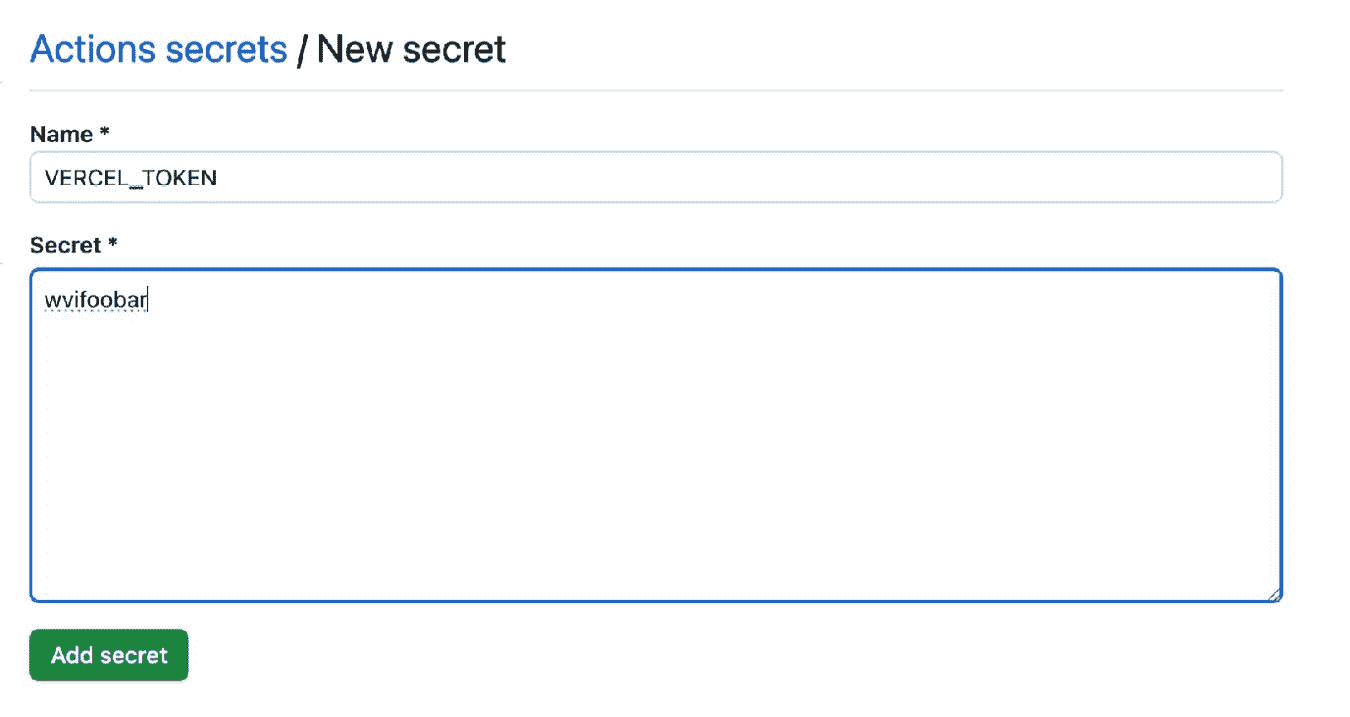 Actions secrets / New secret
Name *
VERCEL_TOKEN
Secret *
wvifoobar
Add secret